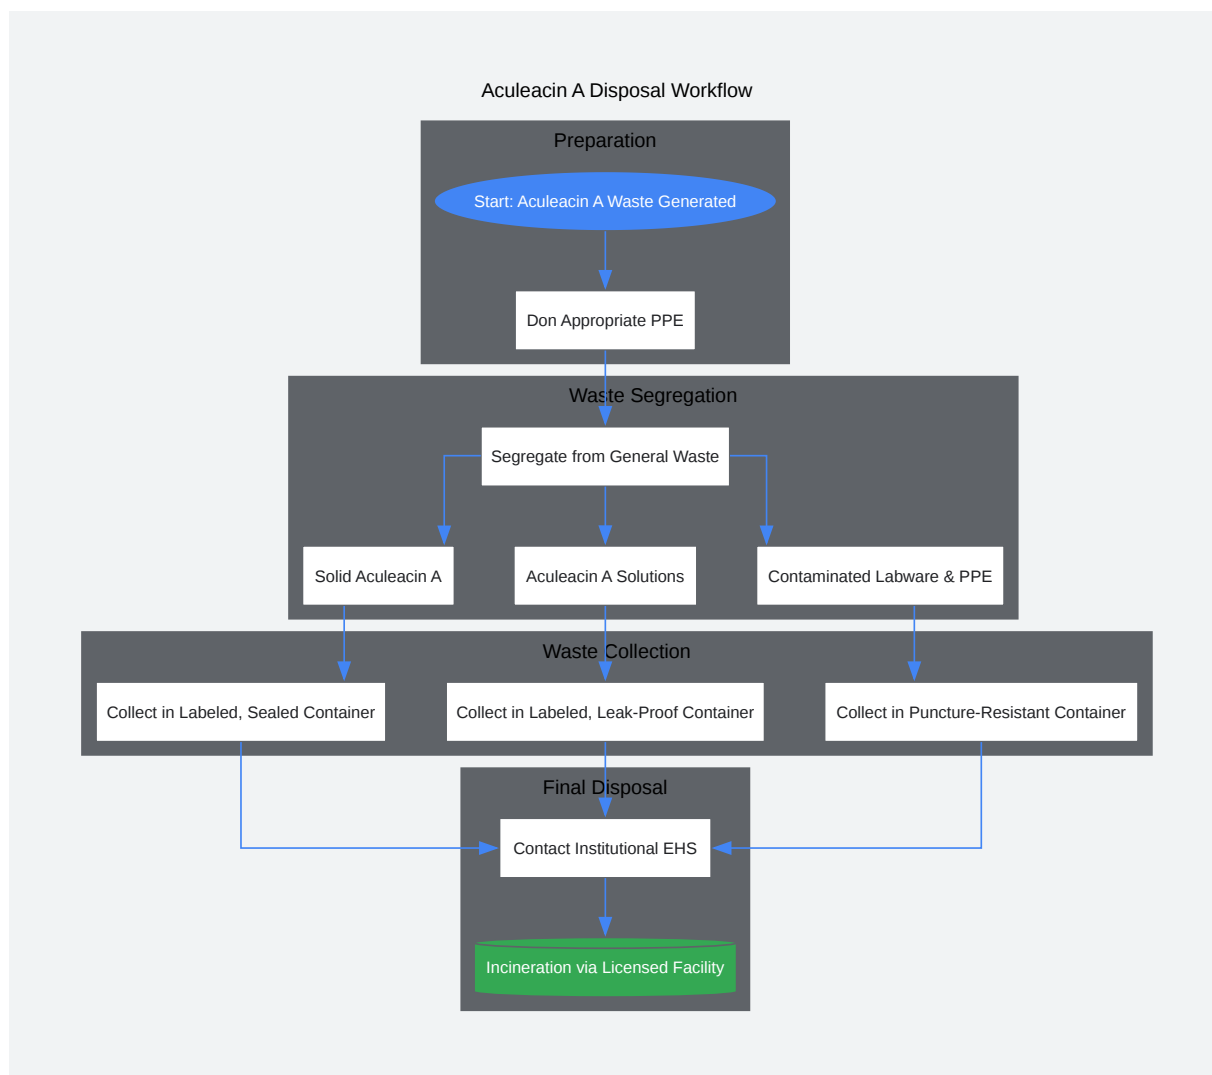 Aculeacin A Disposal Workflow
Preparation
Start: Aculeacin A Waste Generated
Don Appropriate PPE
Waste Segregation
Segregate from General Waste
Solid Aculeacin A
Aculeacin A Solutions
Contaminated Labware & PPE
Waste Collection
Collect in Labeled, Sealed Container
Collect in Labeled, Leak-Proof Container
Collect in Puncture-Resistant Container
Final Disposal
Contact Institutional EHS
Incineration via Licensed Facility